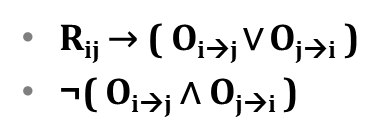 • Rij → ( Oi→j ∨ Oj→i )
• ¬( Oi→j ∧ Oj→i )